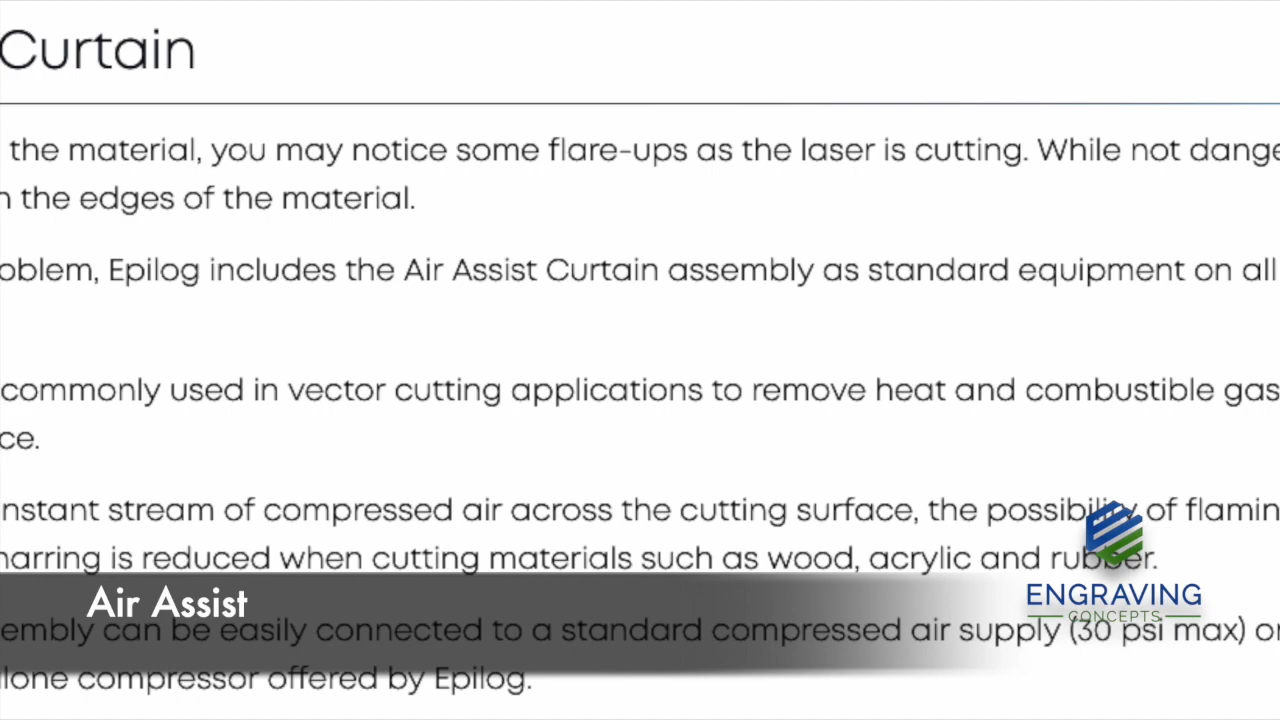 Curtain
the material, you may notice some flare-ups as the laser is cutting. While not dange
n the edges of the material.
oblem, Epilog includes the Air Assist Curtain assembly as standard equipment on all
commonly used in vector cutting applications to remove heat and combustible gas
ce.
nstant stream of compressed air across the cutting surface, the possibility of flamin
harring is reduced when cutting materials such as wood, acrylic and rubber.
Air Assist
ENGRAVING
CONCEPTS
embly can be easily connected to a standard compressed air supply (30 psi max) or
lone compressor offered by Epilog.